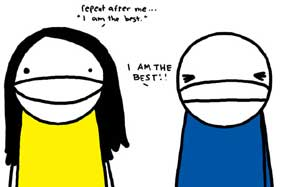 repeat after me...
"I am the best."
I AM THE
BEST!!